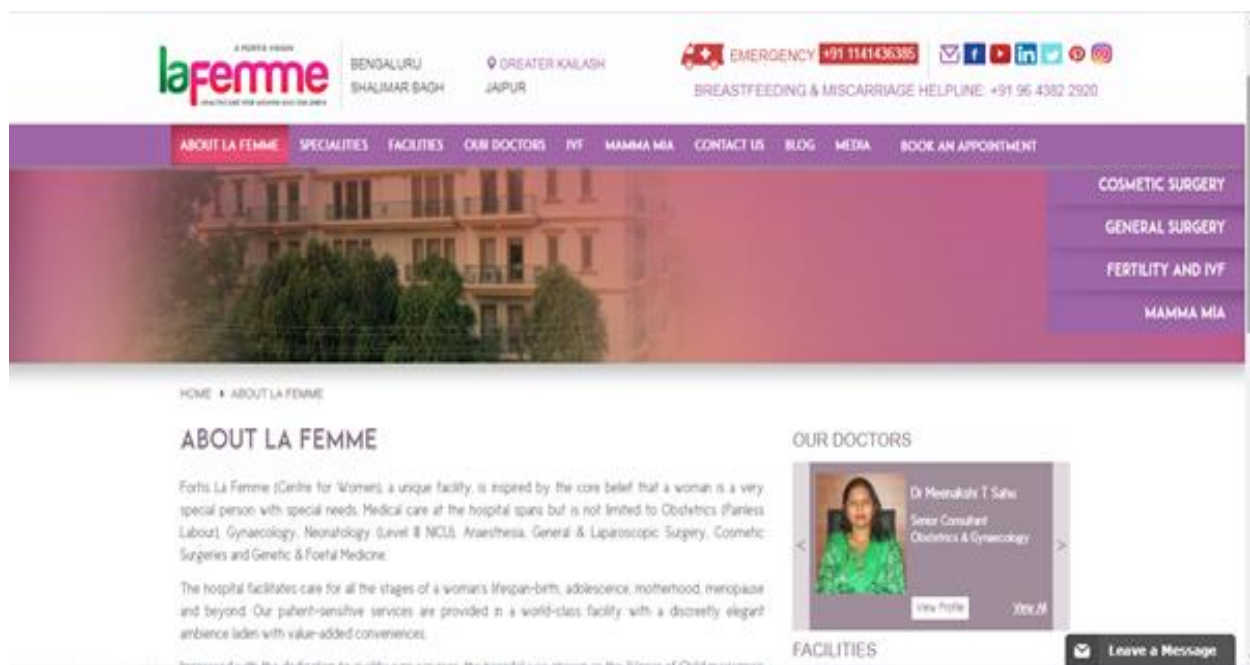 A FORTIS VISION
lafemme
HEALTHCARE FOR WOMEN AND CHILDREN
BENGALURU
GREATER KAILASH
SHALIMAR BAGH
JAIPUR
EMERGENCY +91 1141436385
BREASTFEEDING & MISCARRIAGE HELPLINE: +91 96 4382 2920
ABOUT LA FEMME SPECIALITIES FACILITIES OUR DOCTORS IVF MAMMA MIA CONTACT US BLOG MEDIA BOOK AN APPOINTMENT
COSMETIC SURGERY
GENERAL SURGERY
FERTILITY AND IVF
MAMMA MIA
HOME ABOUT LA FEMME
ABOUT LA FEMME
Fortis La Femme (Centre for Women), a unique facility, is inspired by the core belief that a woman is a very
special person with special needs. Medical care at the hospital spans but is not limited to Obstetrics (Painless
Labour), Gynaecology, Neonatology (Level III NICU), Anaesthesia, General & Laparoscopic Surgery, Cosmetic
Surgeries and Genetic & Foetal Medicine.
The hospital facilitates care for all the stages of a woman's lifespan-birth, adolescence, motherhood, menopause
and beyond. Our patient-sensitive services are provided in a world-class facility with a discreetly elegant
ambience laden with value-added conveniences.
OUR DOCTORS
Dr Meenakshi T Sahu
Senior Consultant
Obstetrics & Gynaecology
View Profile
View All
FACILITIES
Leave a Message